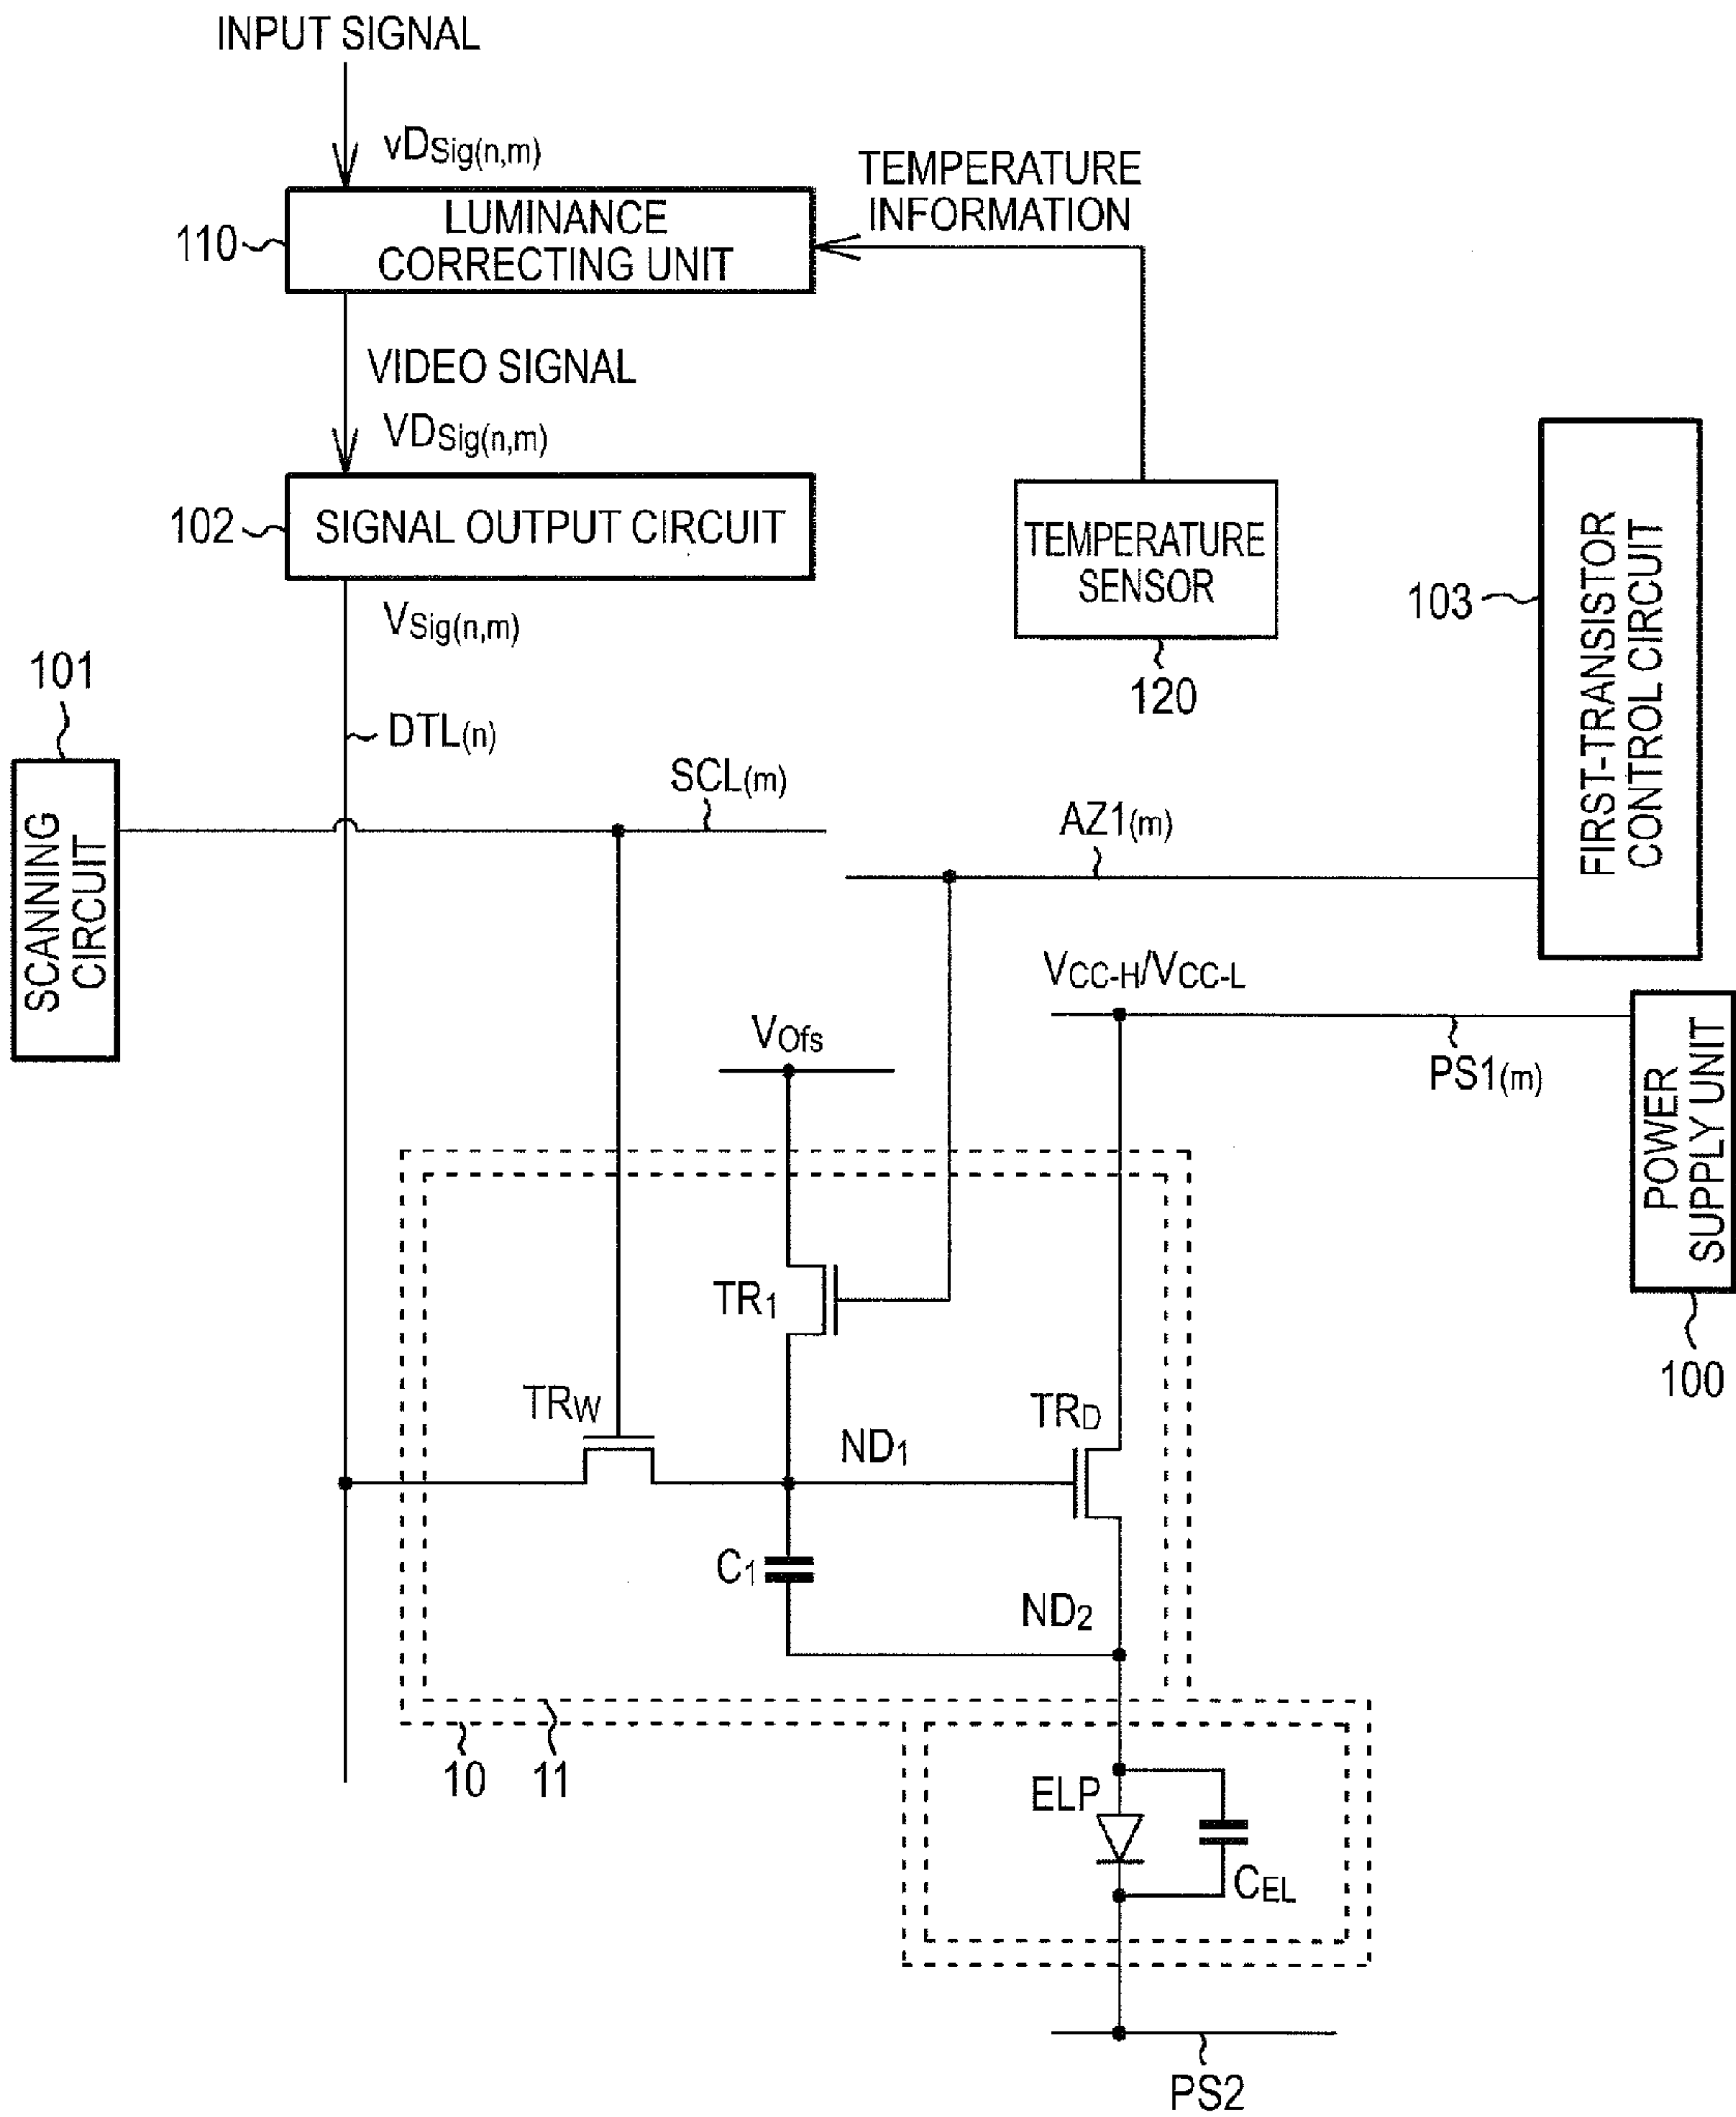 INPUT SIGNAL
vDSig(n,m)
TEMPERATURE
INFORMATION
LUMINANCE
CORRECTING UNIT
110
VIDEO SIGNAL
VDSig(n,m)
102
SIGNAL OUTPUT CIRCUIT
TEMPERATURE
SENSOR
120
103
FIRST-TRANSISTOR
CONTROL CIRCUIT
VSig(n,m)
101
SCANNING
CIRCUIT
DTL(n)
SCL(m)
AZ1(m)
VCC-H/VCC-L
PS1(m)
POWER
SUPPLY UNIT
100
VOfs
TR1
TRW
TRD
ND1
C1
ND2
10
11
ELP
CEL
PS2